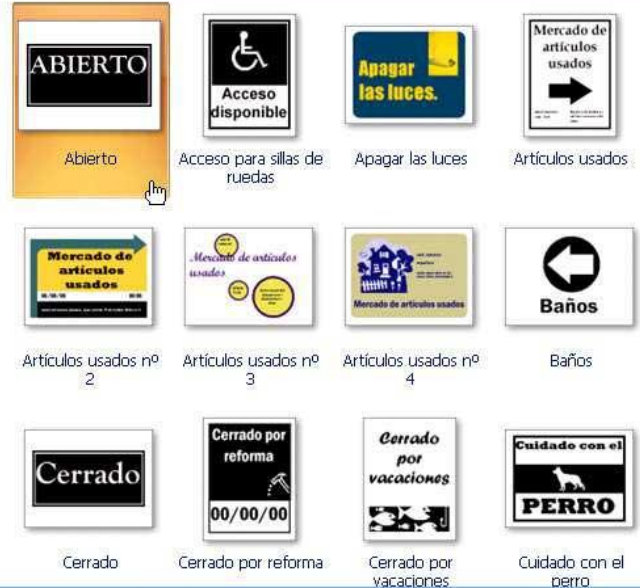 ABIERTO
Acceso
disponible
Apagar
las luces.
Mercado de
artículos
usados
Abierto
Acceso para sillas de
ruedas
Apagar las luces
Artículos usados
Mercado de
artículos
usados
Mercado de artículos
usados
Mercado de artículos usados
Baños
Artículos usados nº
2
Artículos usados nº
3
Artículos usados nº
4
Baños
Cerrado
Cerrado por
reforma
00/00/00
Cerrado
por
vacaciones
Cuidado con el
PERRO
Cerrado
Cerrado por reforma
Cerrado por
vacaciones
Cuidado con el
perro